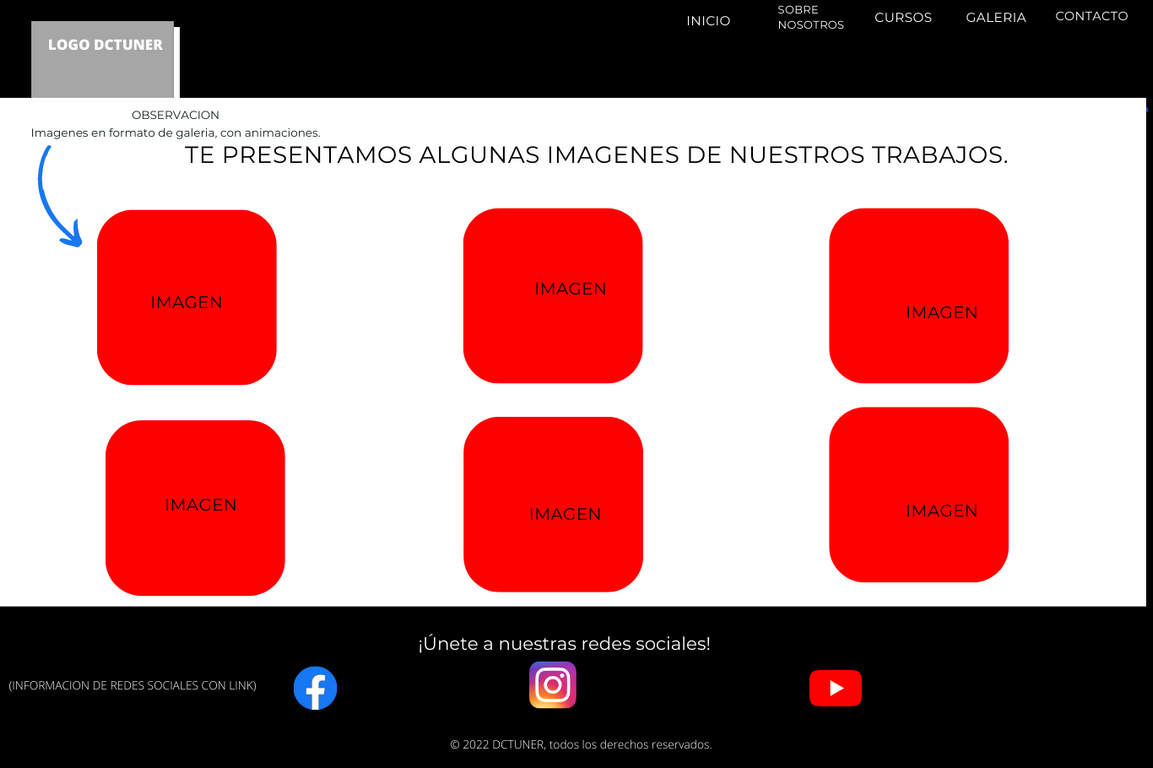 LOGO DCTUNER
INICIO
SOBRE
NOSOTROS
CURSOS
GALERIA
CONTACTO
OBSERVACION
Imagenes en formato de galeria, con animaciones.
TE PRESENTAMOS ALGUNAS IMAGENES DE NUESTROS TRABAJOS.
IMAGEN
IMAGEN
IMAGEN
IMAGEN
IMAGEN
IMAGEN
¡Únete a nuestras redes sociales!
(INFORMACION DE REDES SOCIALES CON LINK)
© 2022 DCTUNER, todos los derechos reservados.